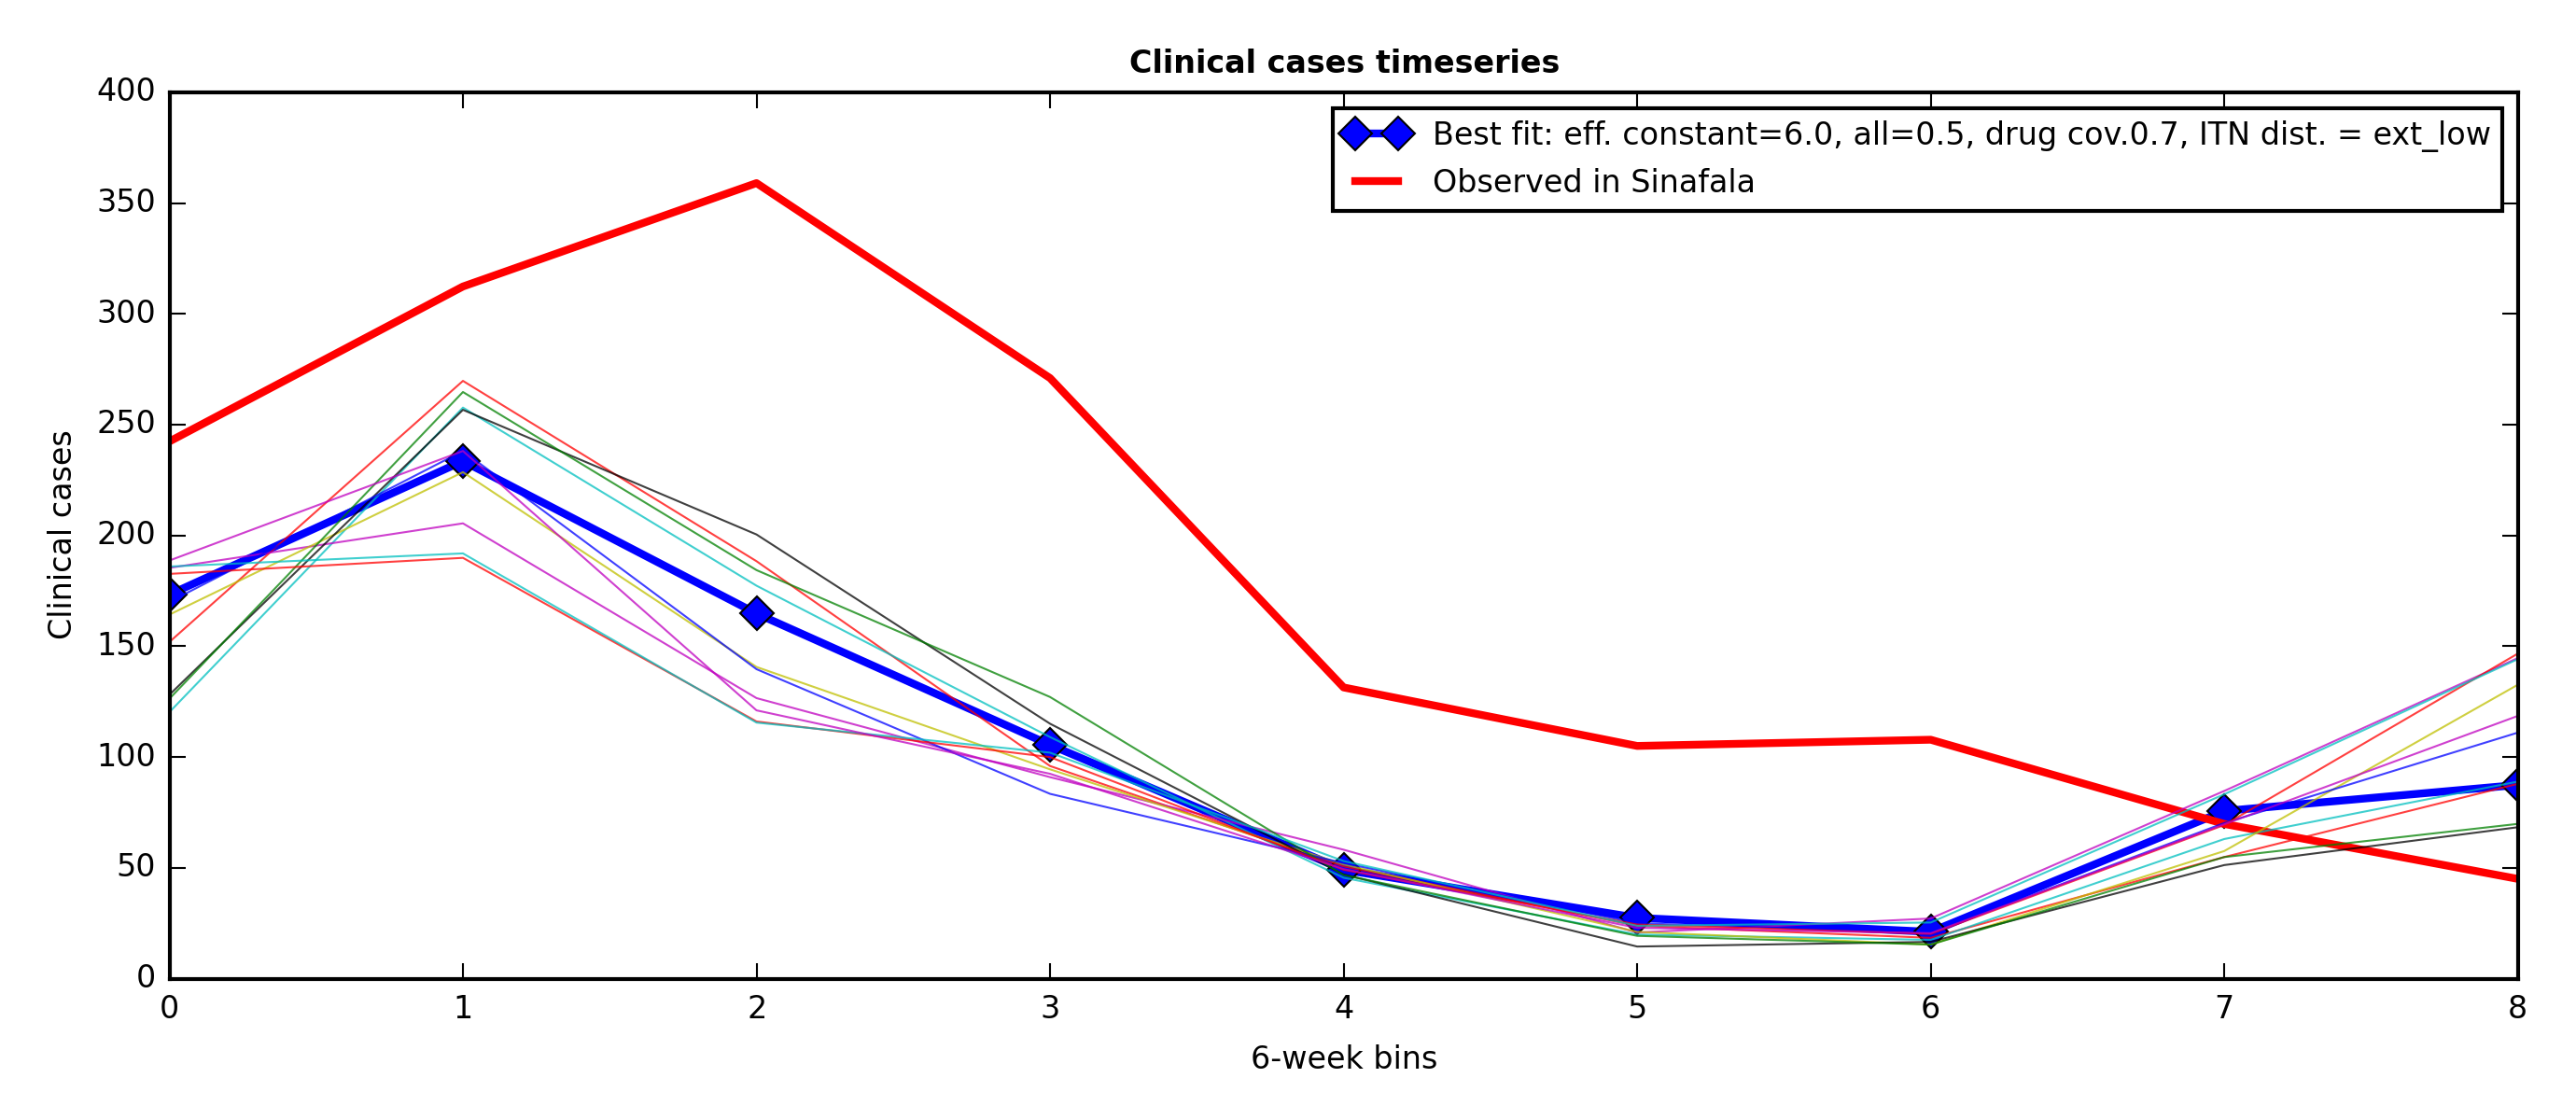 Clinical cases timeseries
400
350
300
250
200
150
100
50
0
Clinical cases
Best fit: eff. constant=6.0, all=0.5, drug cov.0.7, ITN dist. = ext_low
Observed in Sinafala
0 1 2 3 4 5 6 7 8
6-week bins